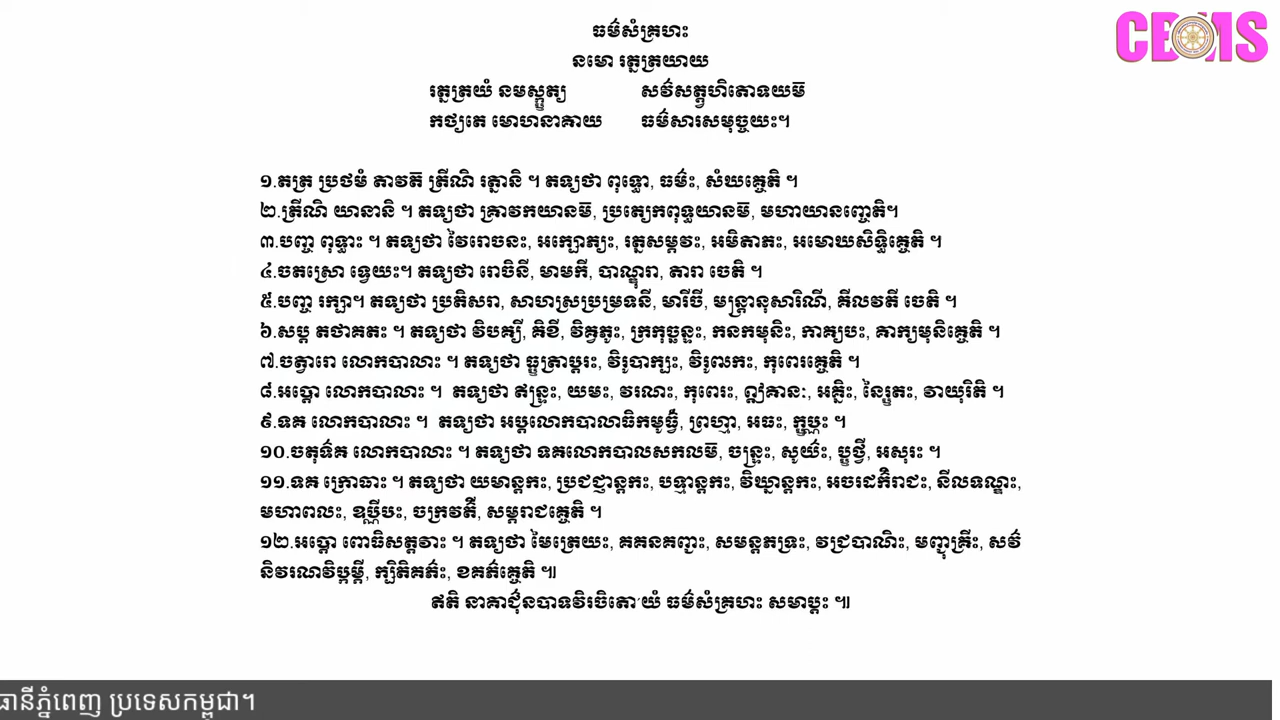 ធម៌សំគ្រហះ
នមោ រត្នត្រយាយ
រត្នត្រយំ នមស្ក្ឫត្យ សវ៌សត្ត្វហិតោទយម៑
កថ្យតេ មោហនាឝាយ ធម៌សារសមុច្ចយះ។
១.តត្រ ប្រថមំ តាវត៑ ត្រីណិ រត្នានិ ។ តទ្យថា ពុទ្ធោ, ធម៌ះ, សំឃឝ្ចេតិ ។
២.ត្រីណិ យានានិ ។ តទ្យថា ឝ្រាវកយានម៑, ប្រត្យេកពុទ្ធយានម៑, មហាយានញ្ចេតិ។
៣.បញ្ច ពុទ្ធាះ ។ តទ្យថា វៃរោចនះ, អក្ឞោភ្យះ, រត្នសម្ភវះ, អមិតាភះ, អមោឃសិទ្ធិឝ្ចេតិ ។
៤.ចតស្រោ ទ្វេយះ។ តទ្យថា រោចិនី, មាមកី, បាណ្ឌុរា, តារា ចេតិ ។
៥.បញ្ច រក្ឞា។ តទ្យថា ប្រតិសរា, សាហស្រប្រម្រទនី, មារីចី, មន្ត្រានុសារិណី, ឝីលវតី ចេតិ ។
៦.សប្ត តថាគតះ ។ តទ្យថា វិបឝ្យី, ឝិខី, វិឝ្វភូះ, ក្រកុច្ឆន្ទះ, កនកមុនិះ, កាឝ្យបះ, ឝាក្យមុនិឝ្ចេតិ ។
៧.ចត្វារោ លោកបាលាះ ។ តទ្យថា ធ្ឫត្រាឞ្ដរះ, វិរូបាក្ឞះ, វិរូឍកះ, កុពេរឝ្ចេតិ ។
៨.អឞ្ដោ លោកបាលាះ ។ តទ្យថា ឥន្ទ្រះ, យមះ, វរណះ, កុពេរះ, ឦឝានៈ, អគ្និះ, នៃរ្ឫតះ, វាយុរិតិ ។
៩.ទឝ លោកបាលាះ ។ តទ្យថា អឞ្ដលោកបាលាធិកមូធ្វ៌ំ, ព្រហ្មា, អធះ, ក្ឫឞ្ណះ ។
១០.ចតុទ៌ឝ លោកបាលាះ ។ តទ្យថា ទឝលោកបាលសកលម៑, ចន្ទ្រះ, សូយ៌ះ, ប្ឫថ្វី, អសុរះ ។
១១.ទឝ ក្រោធាះ ។ តទ្យថា យមាន្តកះ, ប្រជជ្ញាន្តកះ, បទ្មាន្តកះ, វិឃ្នាន្តកះ, អចរដក៌ិរាជះ, នីលទណ្ឌះ,
មហាពលះ, ឧឞ្ណីឞះ, ចក្រវត៌ី, សម្ភរាជឝ្ចេតិ ។
១២.អឞ្ដោ ពោធិសត្តវាះ ។ តទ្យថា មៃត្រេយះ, គគនគញ្ជះ, សមន្តភទ្រះ, វជ្របាណិះ, មញ្ជុឝ្រីះ, សវ៌
និវរណវិឞ្កម្ភី, ក្ឞិតិគភ៌ះ, ខគភ៌ឝ្ចេតិ ៕
ឥតិ នាគាជ៌ុនបាទវិរចិតោ៎យំ ធម៌សំគ្រហះ សមាប្តះ ៕
ធានីភ្នំពេញ ប្រទេសកម្ពុជា។